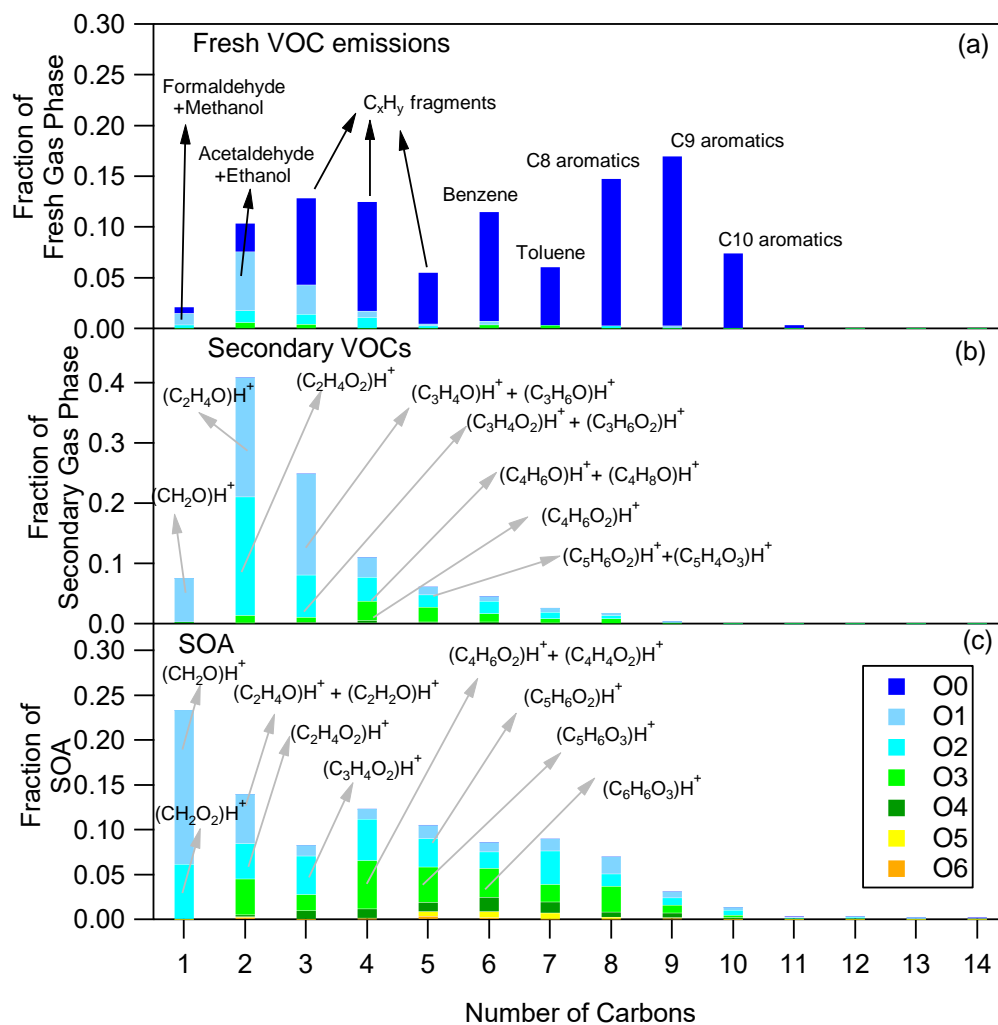 Fresh VOC emissions
(a)
Fraction of
Fresh Gas Phase
0.30
0.25
0.20
0.15
0.10
0.05
0.00
Formaldehyde
+Methanol
Acetaldehyde
+Ethanol
CxHy fragments
Benzene
Toluene
C8 aromatics
C9 aromatics
C10 aromatics
Secondary VOCs
(b)
Fraction of
Secondary Gas Phase
0.4
0.3
0.2
0.1
0.0
(C2H4O)H+
(CH2O)H+
(C2H4O2)H+
(C3H4O)H+ + (C3H6O)H+
(C3H4O2)H+ + (C3H6O2)H+
(C4H6O)H+ + (C4H8O)H+
(C4H6O2)H+
(C5H6O2)H+ +(C5H4O3)H+
SOA
(c)
Fraction of
SOA
0.30
0.25
0.20
0.15
0.10
0.05
0.00
(CH2O)H+
(C2H4O)H+ + (C2H2O)H+
(C2H4O2)H+
(CH2O2)H+
(C3H4O2)H+
(C4H6O2)H+ + (C4H4O2)H+
(C5H6O2)H+
(C5H6O3)H+
(C6H6O3)H+
O0
O1
O2
O3
O4
O5
O6
1 2 3 4 5 6 7 8 9 10 11 12 13 14
Number of Carbons